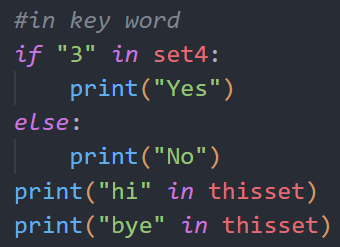 #in key word
if "3" in set4:
    print("Yes")
else:
    print("No")
print("hi" in thisset)
print("bye" in thisset)